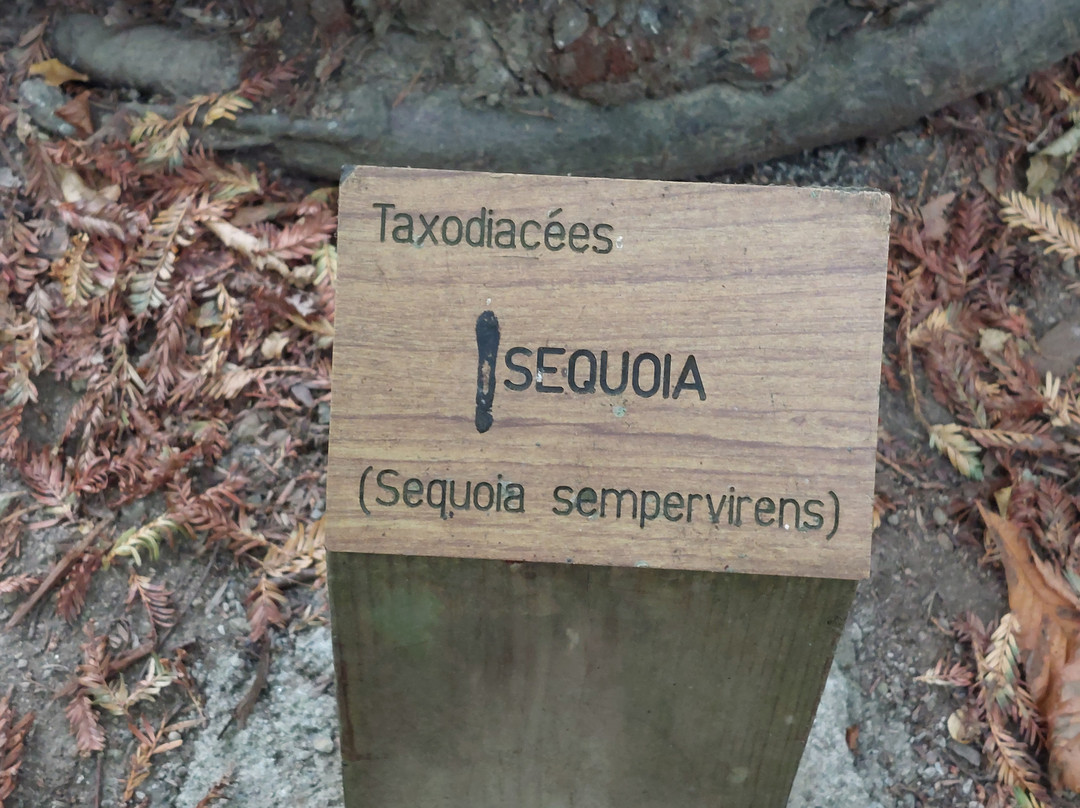 Taxodiacées
SEQUOIA
(Sequoia sempervirens)